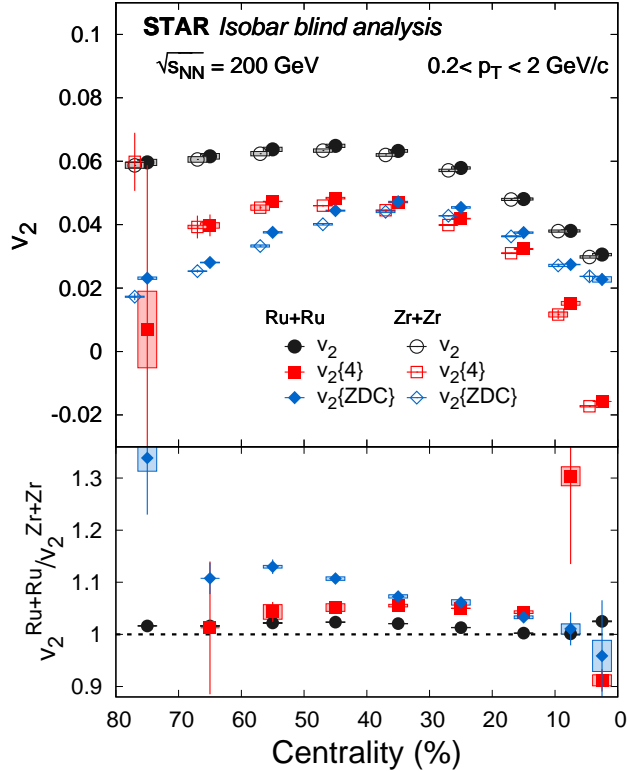 STAR Isobar blind analysis
√sNN = 200 GeV
0.2< pT < 2 GeV/c
0.1
0.08
0.06
0.04
0.02
0
-0.02
v2
Ru+Ru Zr+Zr
v2 v2
v2{4} v2{4}
v2{ZDC} v2{ZDC}
1.3
1.2
1.1
1
0.9
v2Ru+Ru/v2Zr+Zr
80 70 60 50 40 30 20 10 0
Centrality (%)